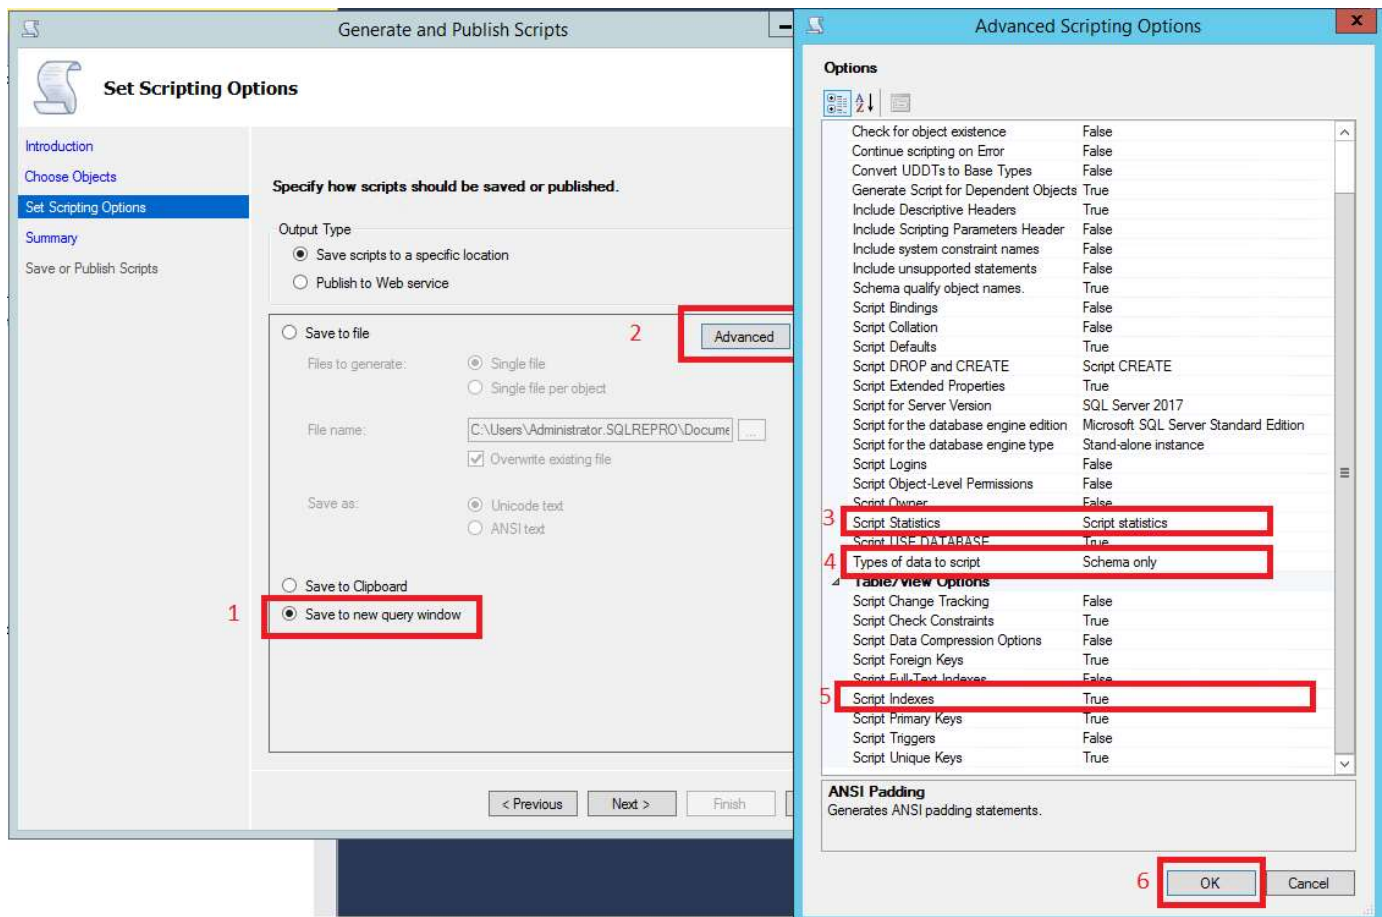 Generate and Publish Scripts
Set Scripting Options
Introduction
Choose Objects
Set Scripting Options
Summary
Save or Publish Scripts
Specify how scripts should be saved or published.
Output Type
Save scripts to a specific location
Publish to Web service
Save to file
2
Advanced
Files to generate:
Single file
Single file per object
File name:
C:\Users\Administrator.SQLREPRO\Docume
...
Overwrite existing file
Save as:
Unicode text
ANSI text
Save to Clipboard
1
Save to new query window
< Previous
Next >
Finish
Advanced Scripting Options
X
Options
Check for object existence False
Continue scripting on Error False
Convert UDDTs to Base Types False
Generate Script for Dependent Objects True
Include Descriptive Headers True
Include Scripting Parameters Header False
Include system constraint names False
Include unsupported statements False
Schema qualify object names. True
Script Bindings False
Script Collation False
Script Defaults True
Script DROP and CREATE Script CREATE
Script Extended Properties True
Script for Server Version SQL Server 2017
Script for the database engine edition Microsoft SQL Server Standard Edition
Script for the database engine type Stand-alone instance
Script Logins False
Script Object-Level Permissions False
Script Owner False
3 Script Statistics Script statistics
Script USE DATABASE True
4 Types of data to script Schema only
Table/View Options
Script Change Tracking False
Script Check Constraints True
Script Data Compression Options False
Script Foreign Keys True
Script Full-Text Indexes False
5 Script Indexes True
Script Primary Keys True
Script Triggers False
Script Unique Keys True
ANSI Padding
Generates ANSI padding statements.
6
OK
Cancel